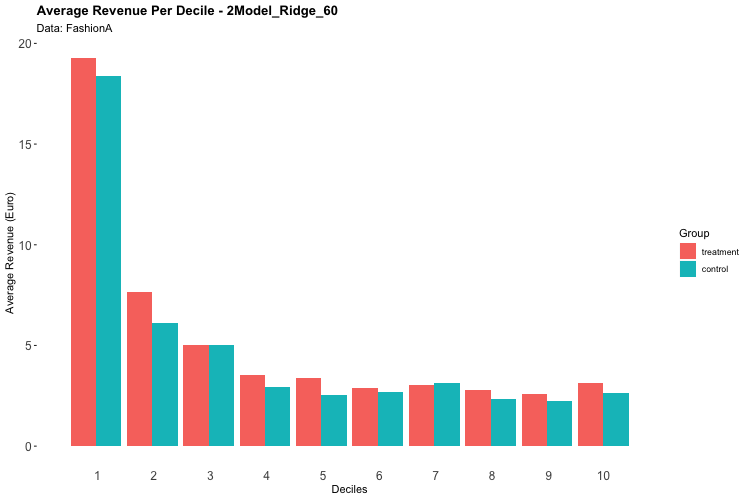 Average Revenue Per Decile - 2Model_Ridge_60
Data: FashionA
20
15
10
5
0
Average Revenue (Euro)
1 2 3 4 5 6 7 8 9 10
Deciles
Group
treatment
control